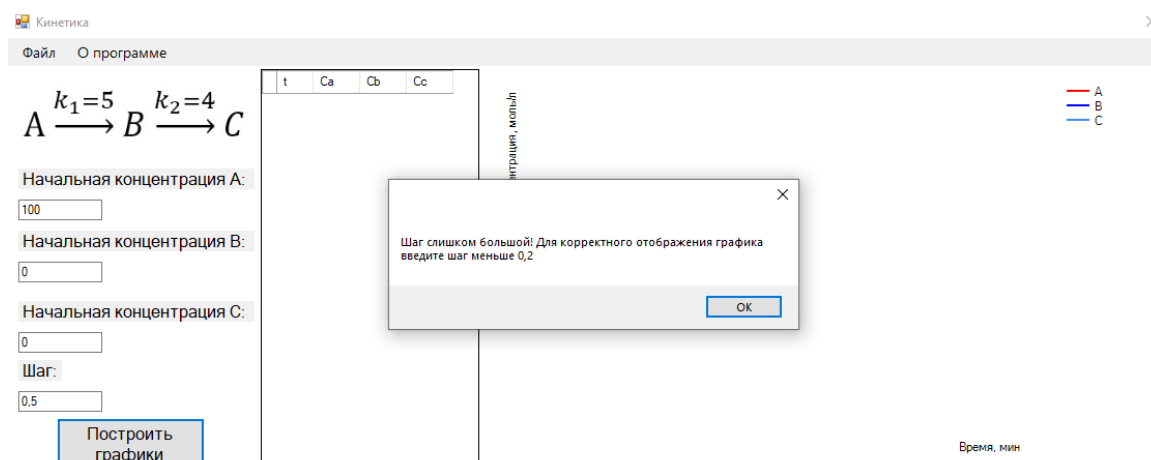 Кинетика
Файл О программе
t Ca Cb Cc
A k₁=5 → B k₂=4 → C
Начальная концентрация A:
100
Начальная концентрация B:
0
Начальная концентрация C:
0
Шаг:
0,5
Построить
графики
нтрация, моль/л
Шаг слишком большой! Для корректного отображения графика
введите шаг меньше 0,2
OK
A
B
C
Время, мин